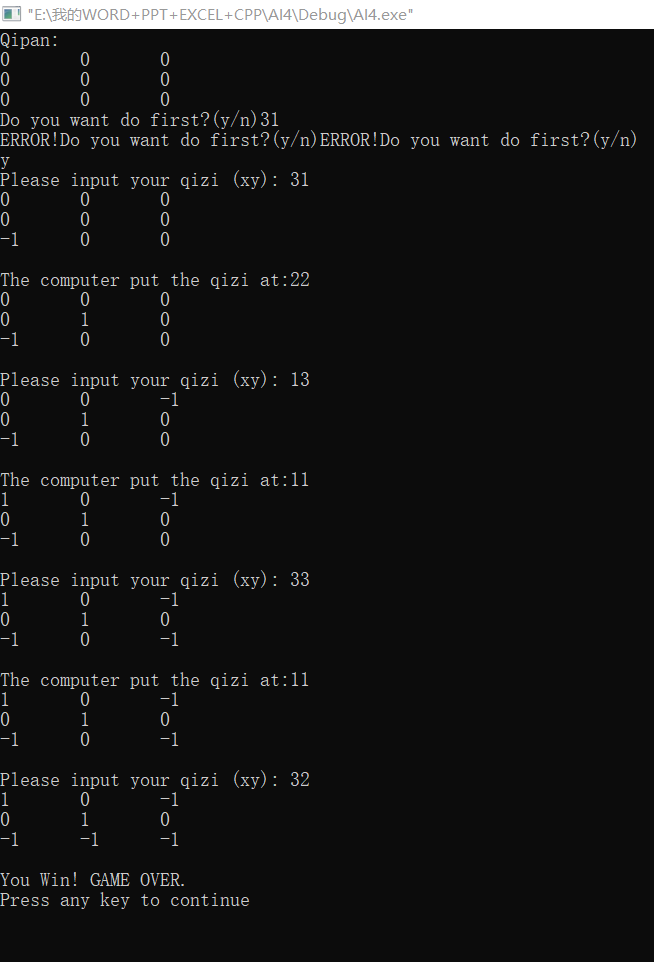 "E:\我的WORD+PPT+EXCEL+CPP\AI4\Debug\AI4.exe"
Qipan:
0 0 0
0 0 0
0 0 0
Do you want do first?(y/n)31
ERROR!Do you want do first?(y/n)ERROR!Do you want do first?(y/n)
y
Please input your qizi (xy): 31
0 0 0
0 0 0
-1 0 0
The computer put the qizi at:22
0 0 0
0 1 0
-1 0 0
Please input your qizi (xy): 13
0 0 -1
0 1 0
-1 0 0
The computer put the qizi at:11
1 0 -1
0 1 0
-1 0 0
Please input your qizi (xy): 33
1 0 -1
0 1 0
-1 0 -1
The computer put the qizi at:11
1 0 -1
0 1 0
-1 0 -1
Please input your qizi (xy): 32
1 0 -1
0 1 0
-1 -1 -1
You Win! GAME OVER.
Press any key to continue